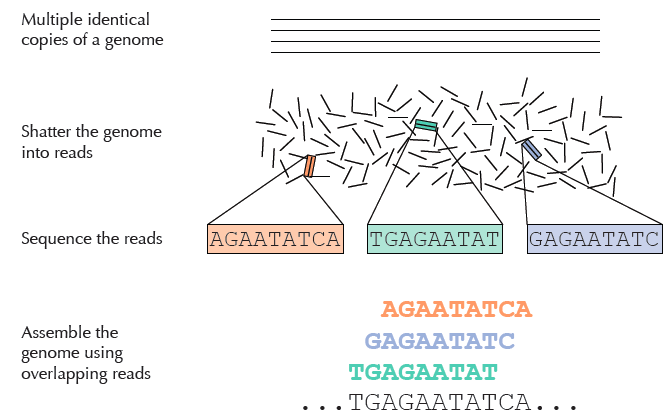 Multiple identical
copies of a genome
Shatter the genome
into reads
Sequence the reads
AGAATATCA TGAGAATAT GAGAATATC
Assemble the
genome using
overlapping reads
AGAATATCA
GAGAATATC
TGAGAATAT
...TGAGAATATCA...